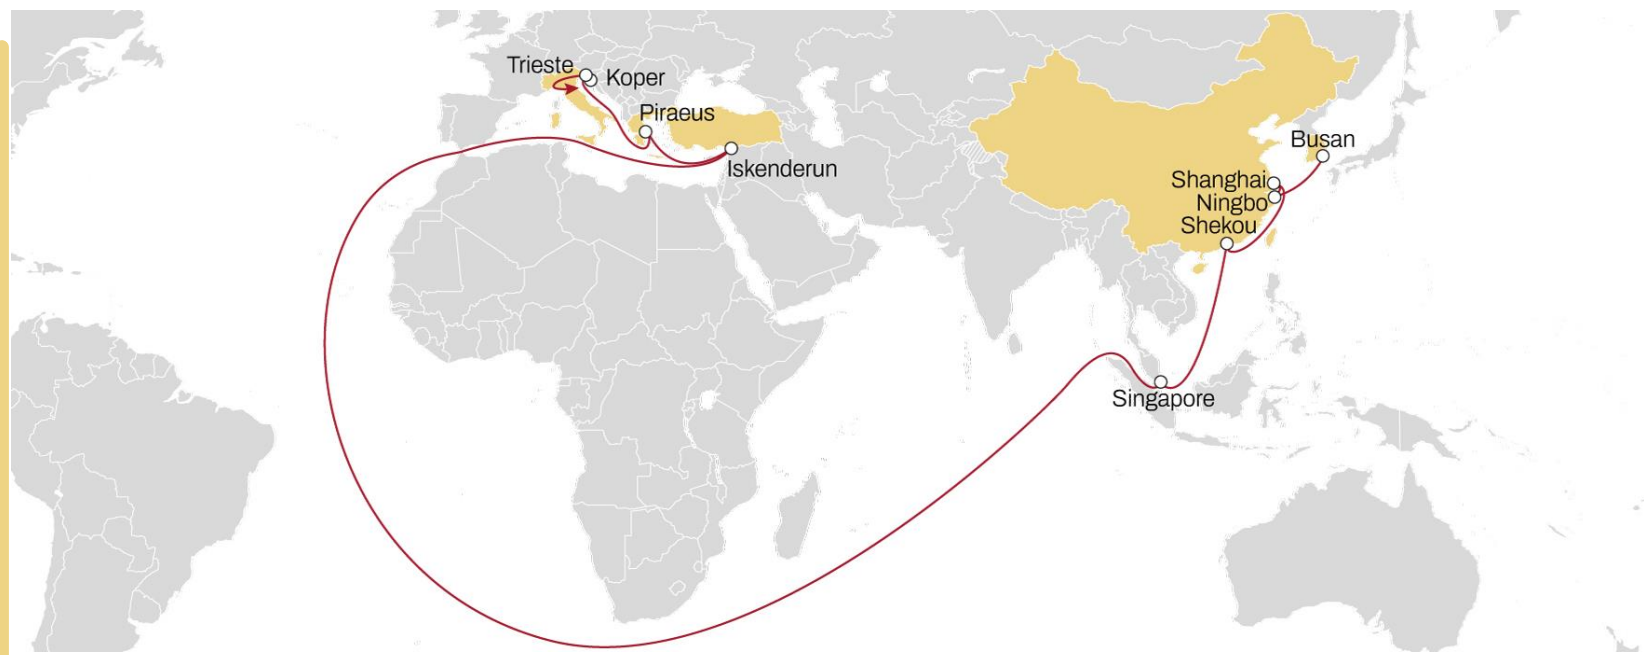 Trieste
Koper
Piraeus
Iskenderun
Busan
Shanghai
Ningbo
Shekou
Singapore